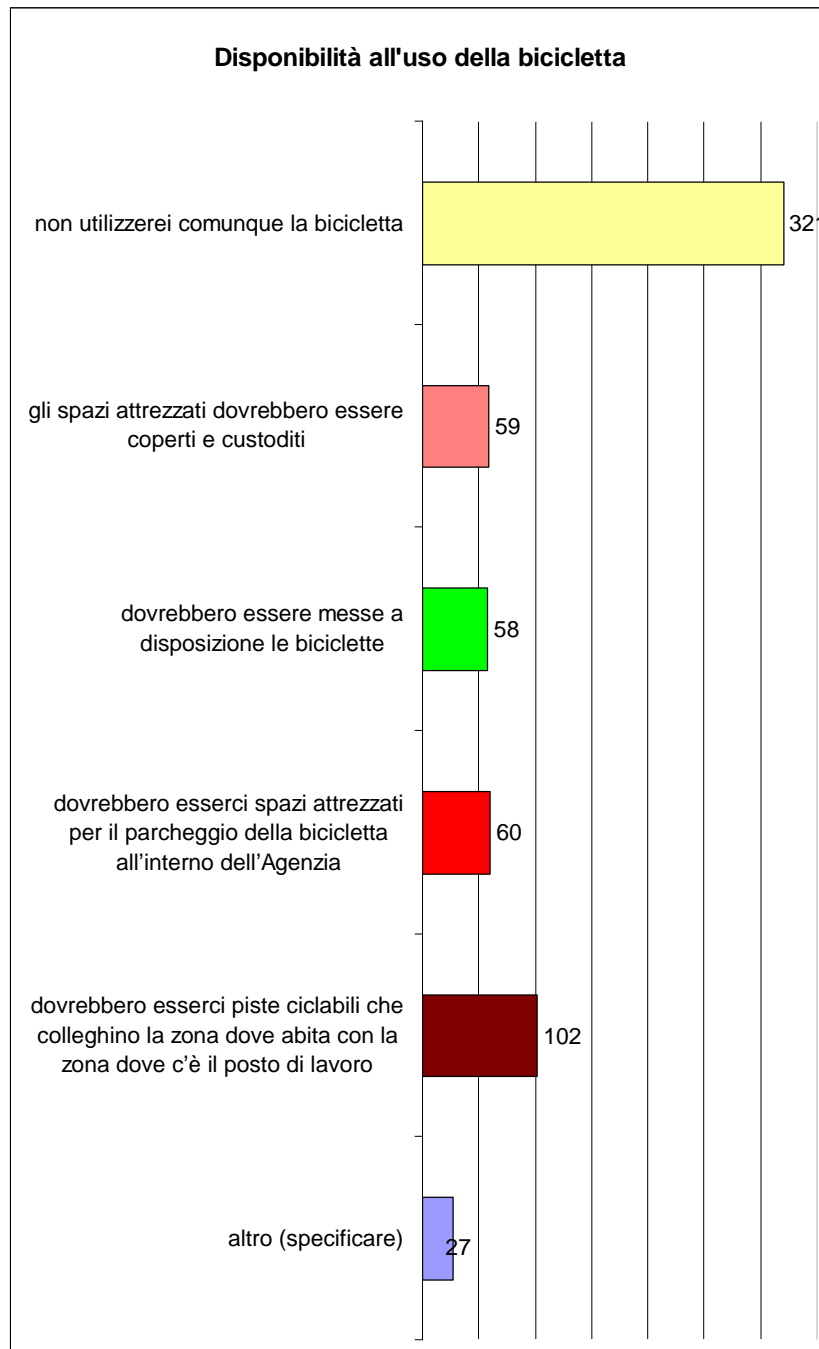 Disponibilità all'uso della bicicletta
non utilizzerei comunque la bicicletta
321
gli spazi attrezzati dovrebbero essere
coperti e custoditi
59
dovrebbero essere messe a
disposizione le biciclette
58
dovrebbero esserci spazi attrezzati
per il parcheggio della bicicletta
all’interno dell’Agenzia
60
dovrebbero esserci piste ciclabili che
colleghino la zona dove abita con la
zona dove c’è il posto di lavoro
102
altro (specificare)
27